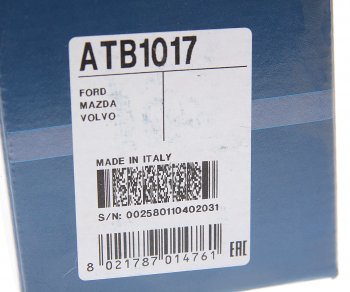 ATB1017
FORD
MAZDA
VOLVO
MADE IN ITALY
S/N: 002580110402031
8 021787 014761
EAC